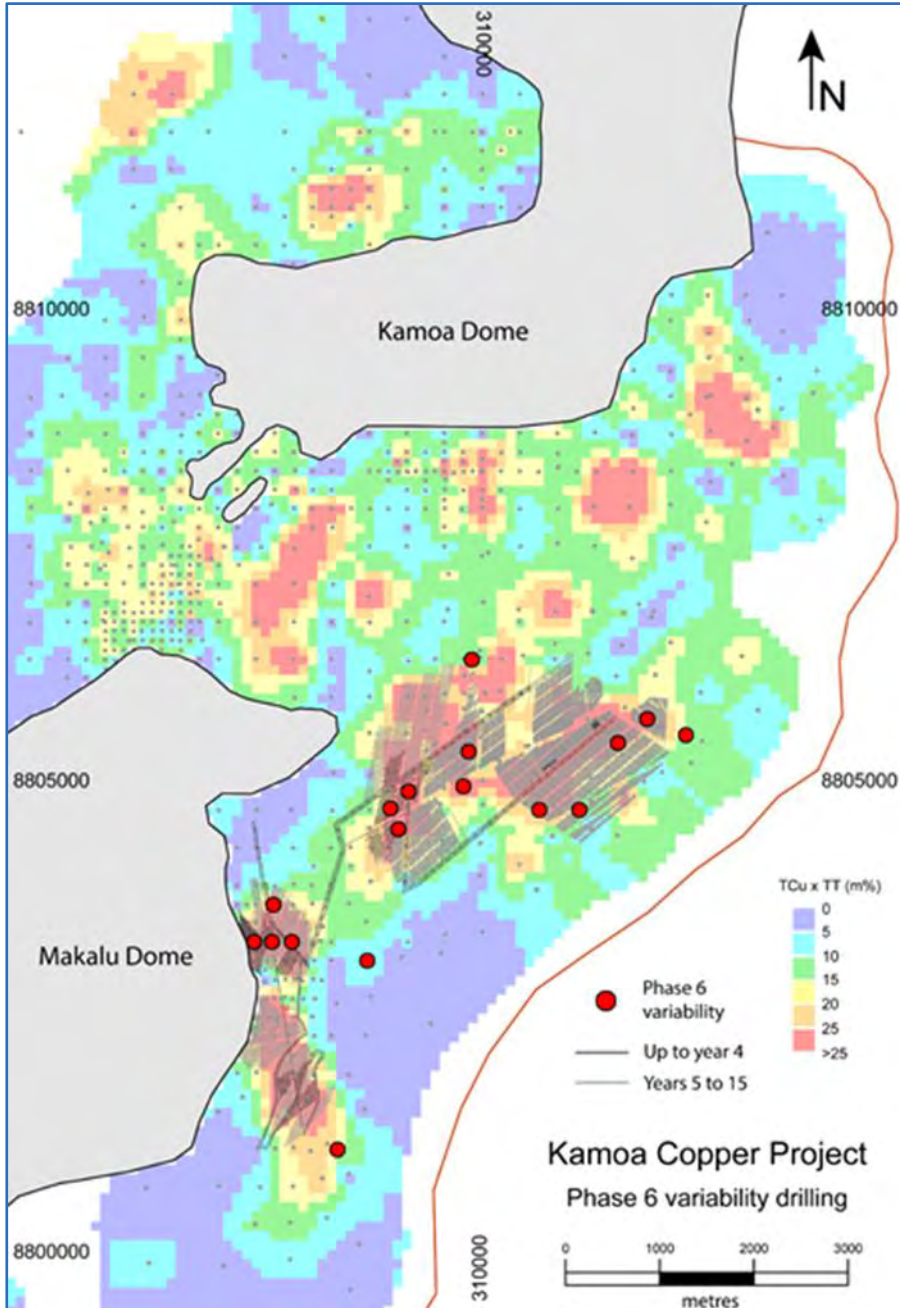 310000
N
8810000
8810000
Kamoa Dome
8805000
8805000
TCu x TT (m%)
0
5
10
15
20
25
>25
Makalu Dome
Phase 6
variability
Up to year 4
Years 5 to 15
Kamoa Copper Project
Phase 6 variability drilling
8800000
310000
0
1000
2000
3000
metres